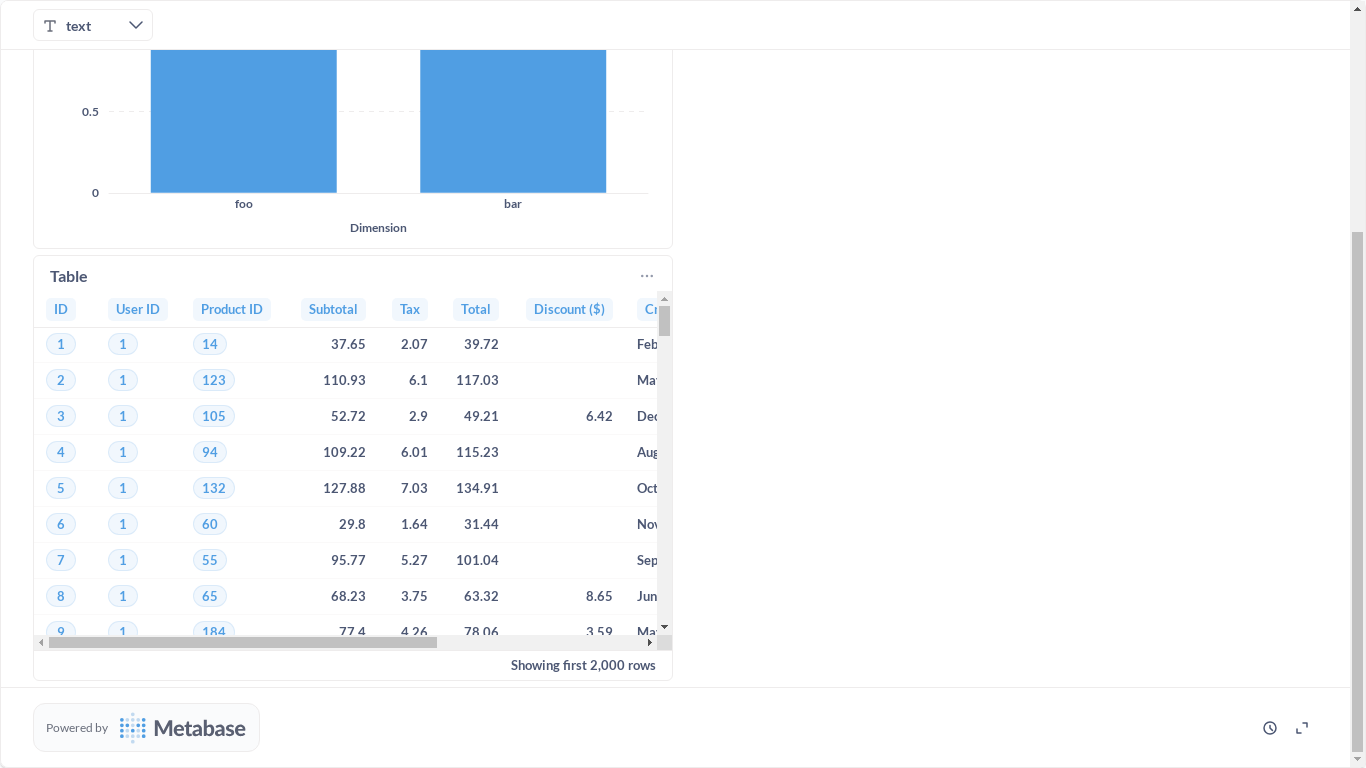 text
0.5
0
foo bar
Dimension
Table
ID User ID Product ID Subtotal Tax Total Discount ($) Cr
1 1 14 37.65 2.07 39.72 Feb
2 1 123 110.93 6.1 117.03 Ma
3 1 105 52.72 2.9 49.21 6.42 Dec
4 1 94 109.22 6.01 115.23 Aug
5 1 132 127.88 7.03 134.91 Oct
6 1 60 29.8 1.64 31.44 Nov
7 1 55 95.77 5.27 101.04 Sep
8 1 65 68.23 3.75 63.32 8.65 Jun
9 1 184 77.4 4.26 78.06 3.59 Ma
Showing first 2,000 rows
Powered by Metabase